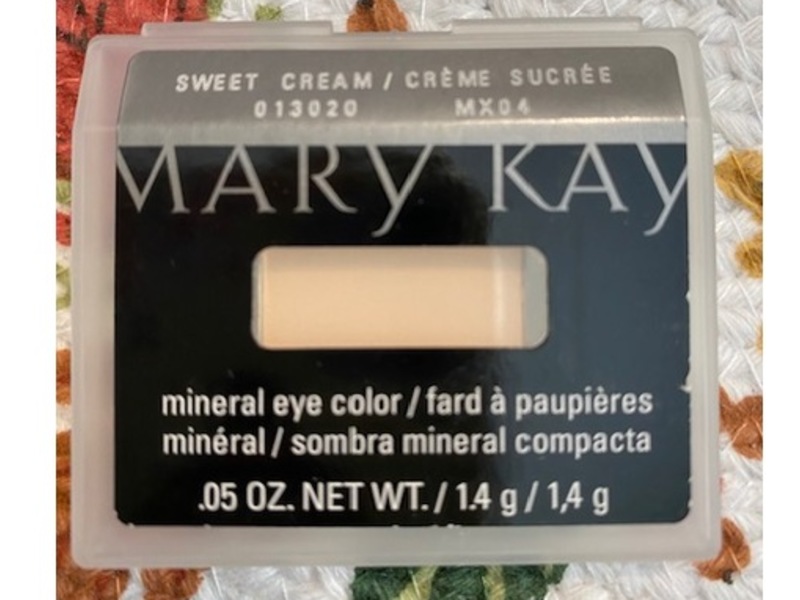 SWEET CREAM / CRÈME SUCRÉE
013020 MX04
MARY KAY
mineral eye color / fard à paupières
minéral / sombra mineral compacta
.05 OZ. NET WT. / 1.4 g / 1,4 g